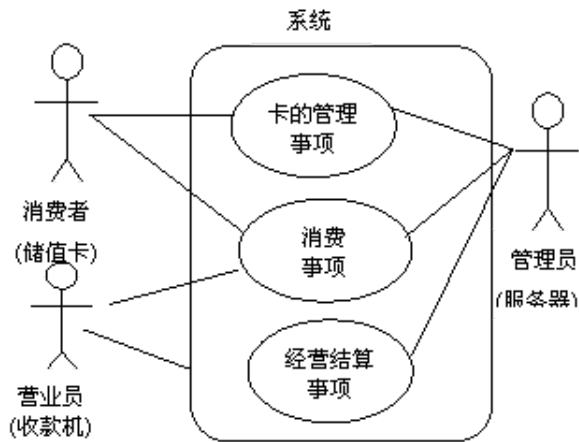 系统
卡的管理
事项
消费者
(储值卡)
消费
事项
管理员
(服务器)
经营结算
事项
营业员
(收款机)